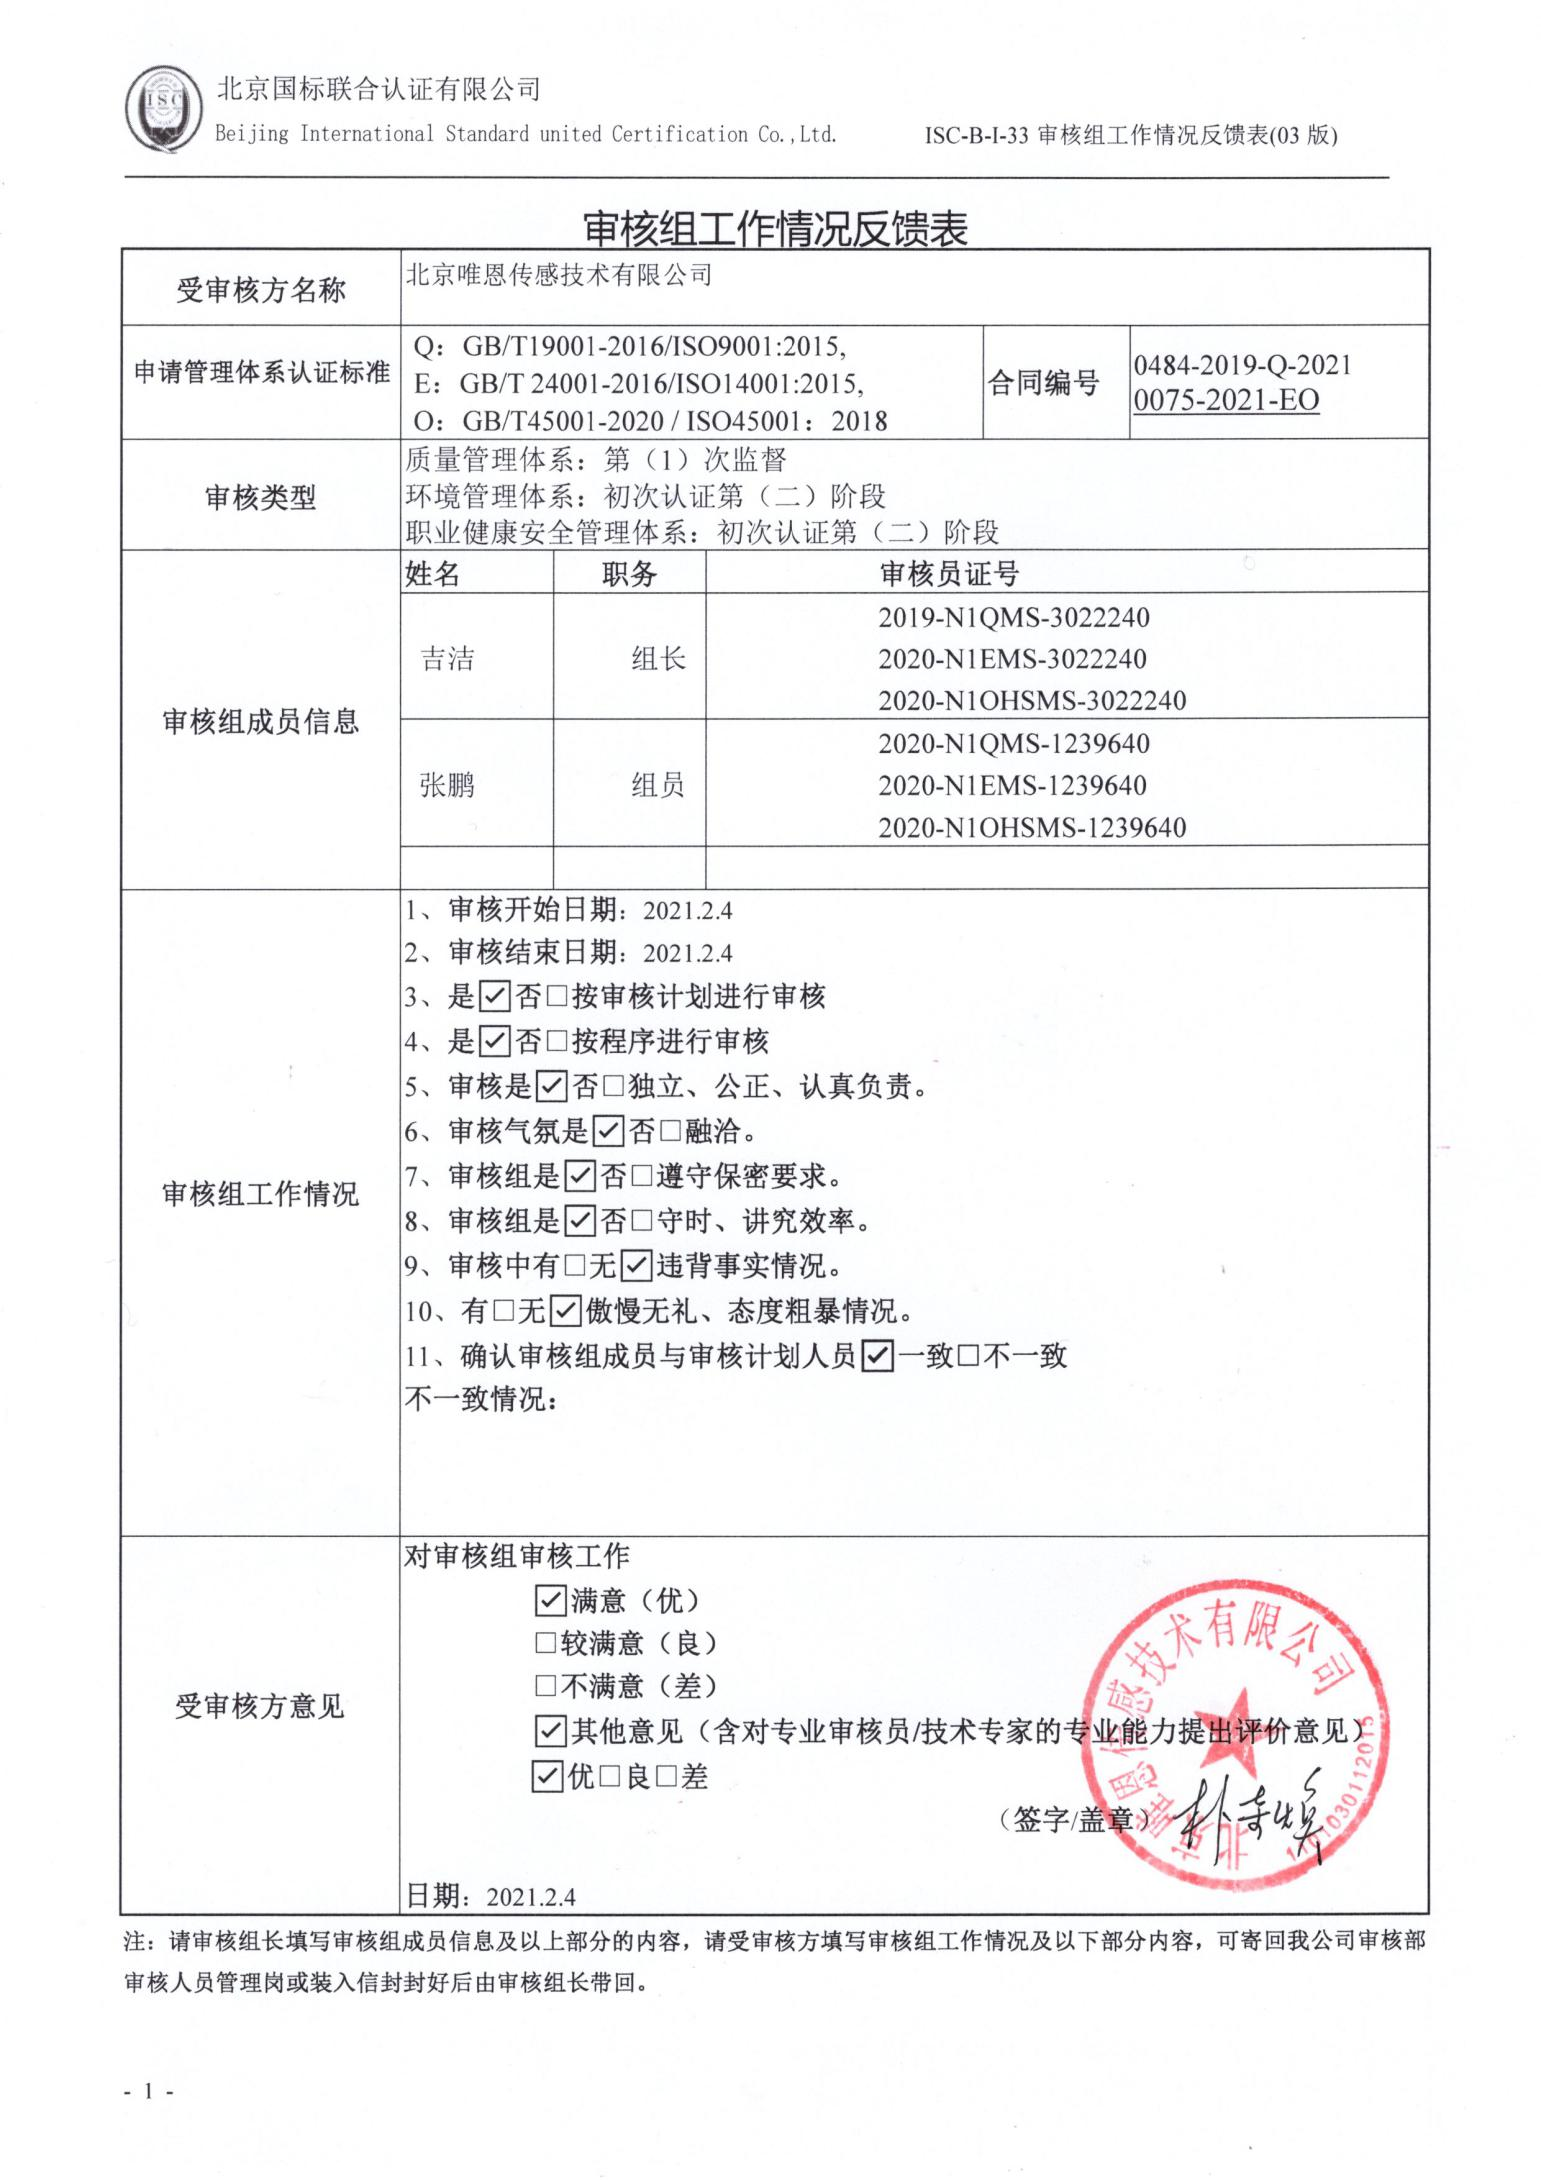 ISC
北京国标联合认证有限公司
Beijing International Standard united Certification Co.,Ltd.
ISC-B-I-33 审核组工作情况反馈表(03 版)
审核组工作情况反馈表
受审核方名称
北京唯恩传感技术有限公司
申请管理体系认证标准
Q：GB/T19001-2016/ISO9001:2015,
E：GB/T 24001-2016/ISO14001:2015,
O：GB/T45001-2020 / ISO45001：2018
合同编号
0484-2019-Q-2021
0075-2021-EO
审核类型
质量管理体系：第（1）次监督
环境管理体系：初次认证第（二）阶段
职业健康安全管理体系：初次认证第（二）阶段
审核组成员信息
姓名 职务 审核员证号
吉洁 组长
2019-N1QMS-3022240
2020-N1EMS-3022240
2020-N1OHSMS-3022240
张鹏 组员
2020-N1QMS-1239640
2020-N1EMS-1239640
2020-N1OHSMS-1239640
审核组工作情况
1、审核开始日期：2021.2.4
2、审核结束日期：2021.2.4
3、是☑否□按审核计划进行审核
4、是☑否□按程序进行审核
5、审核是☑否□独立、公正、认真负责。
6、审核气氛是☑否□融洽。
7、审核组是☑否□遵守保密要求。
8、审核组是☑否□守时、讲究效率。
9、审核中有□无☑违背事实情况。
10、有□无☑傲慢无礼、态度粗暴情况。
11、确认审核组成员与审核计划人员☑一致□不一致
不一致情况：
受审核方意见
对审核组审核工作
☑满意（优）
□较满意（良）
□不满意（差）
☑其他意见（含对专业审核员/技术专家的专业能力提出评价意见）
☑优□良□差
（签字/盖章）
北京唯恩传感技术有限公司
1101030112015
日期：2021.2.4
注：请审核组长填写审核组成员信息及以上部分的内容，请受审核方填写审核组工作情况及以下部分内容，可寄回我公司审核部
审核人员管理岗或装入信封封好后由审核组长带回。
- 1 -